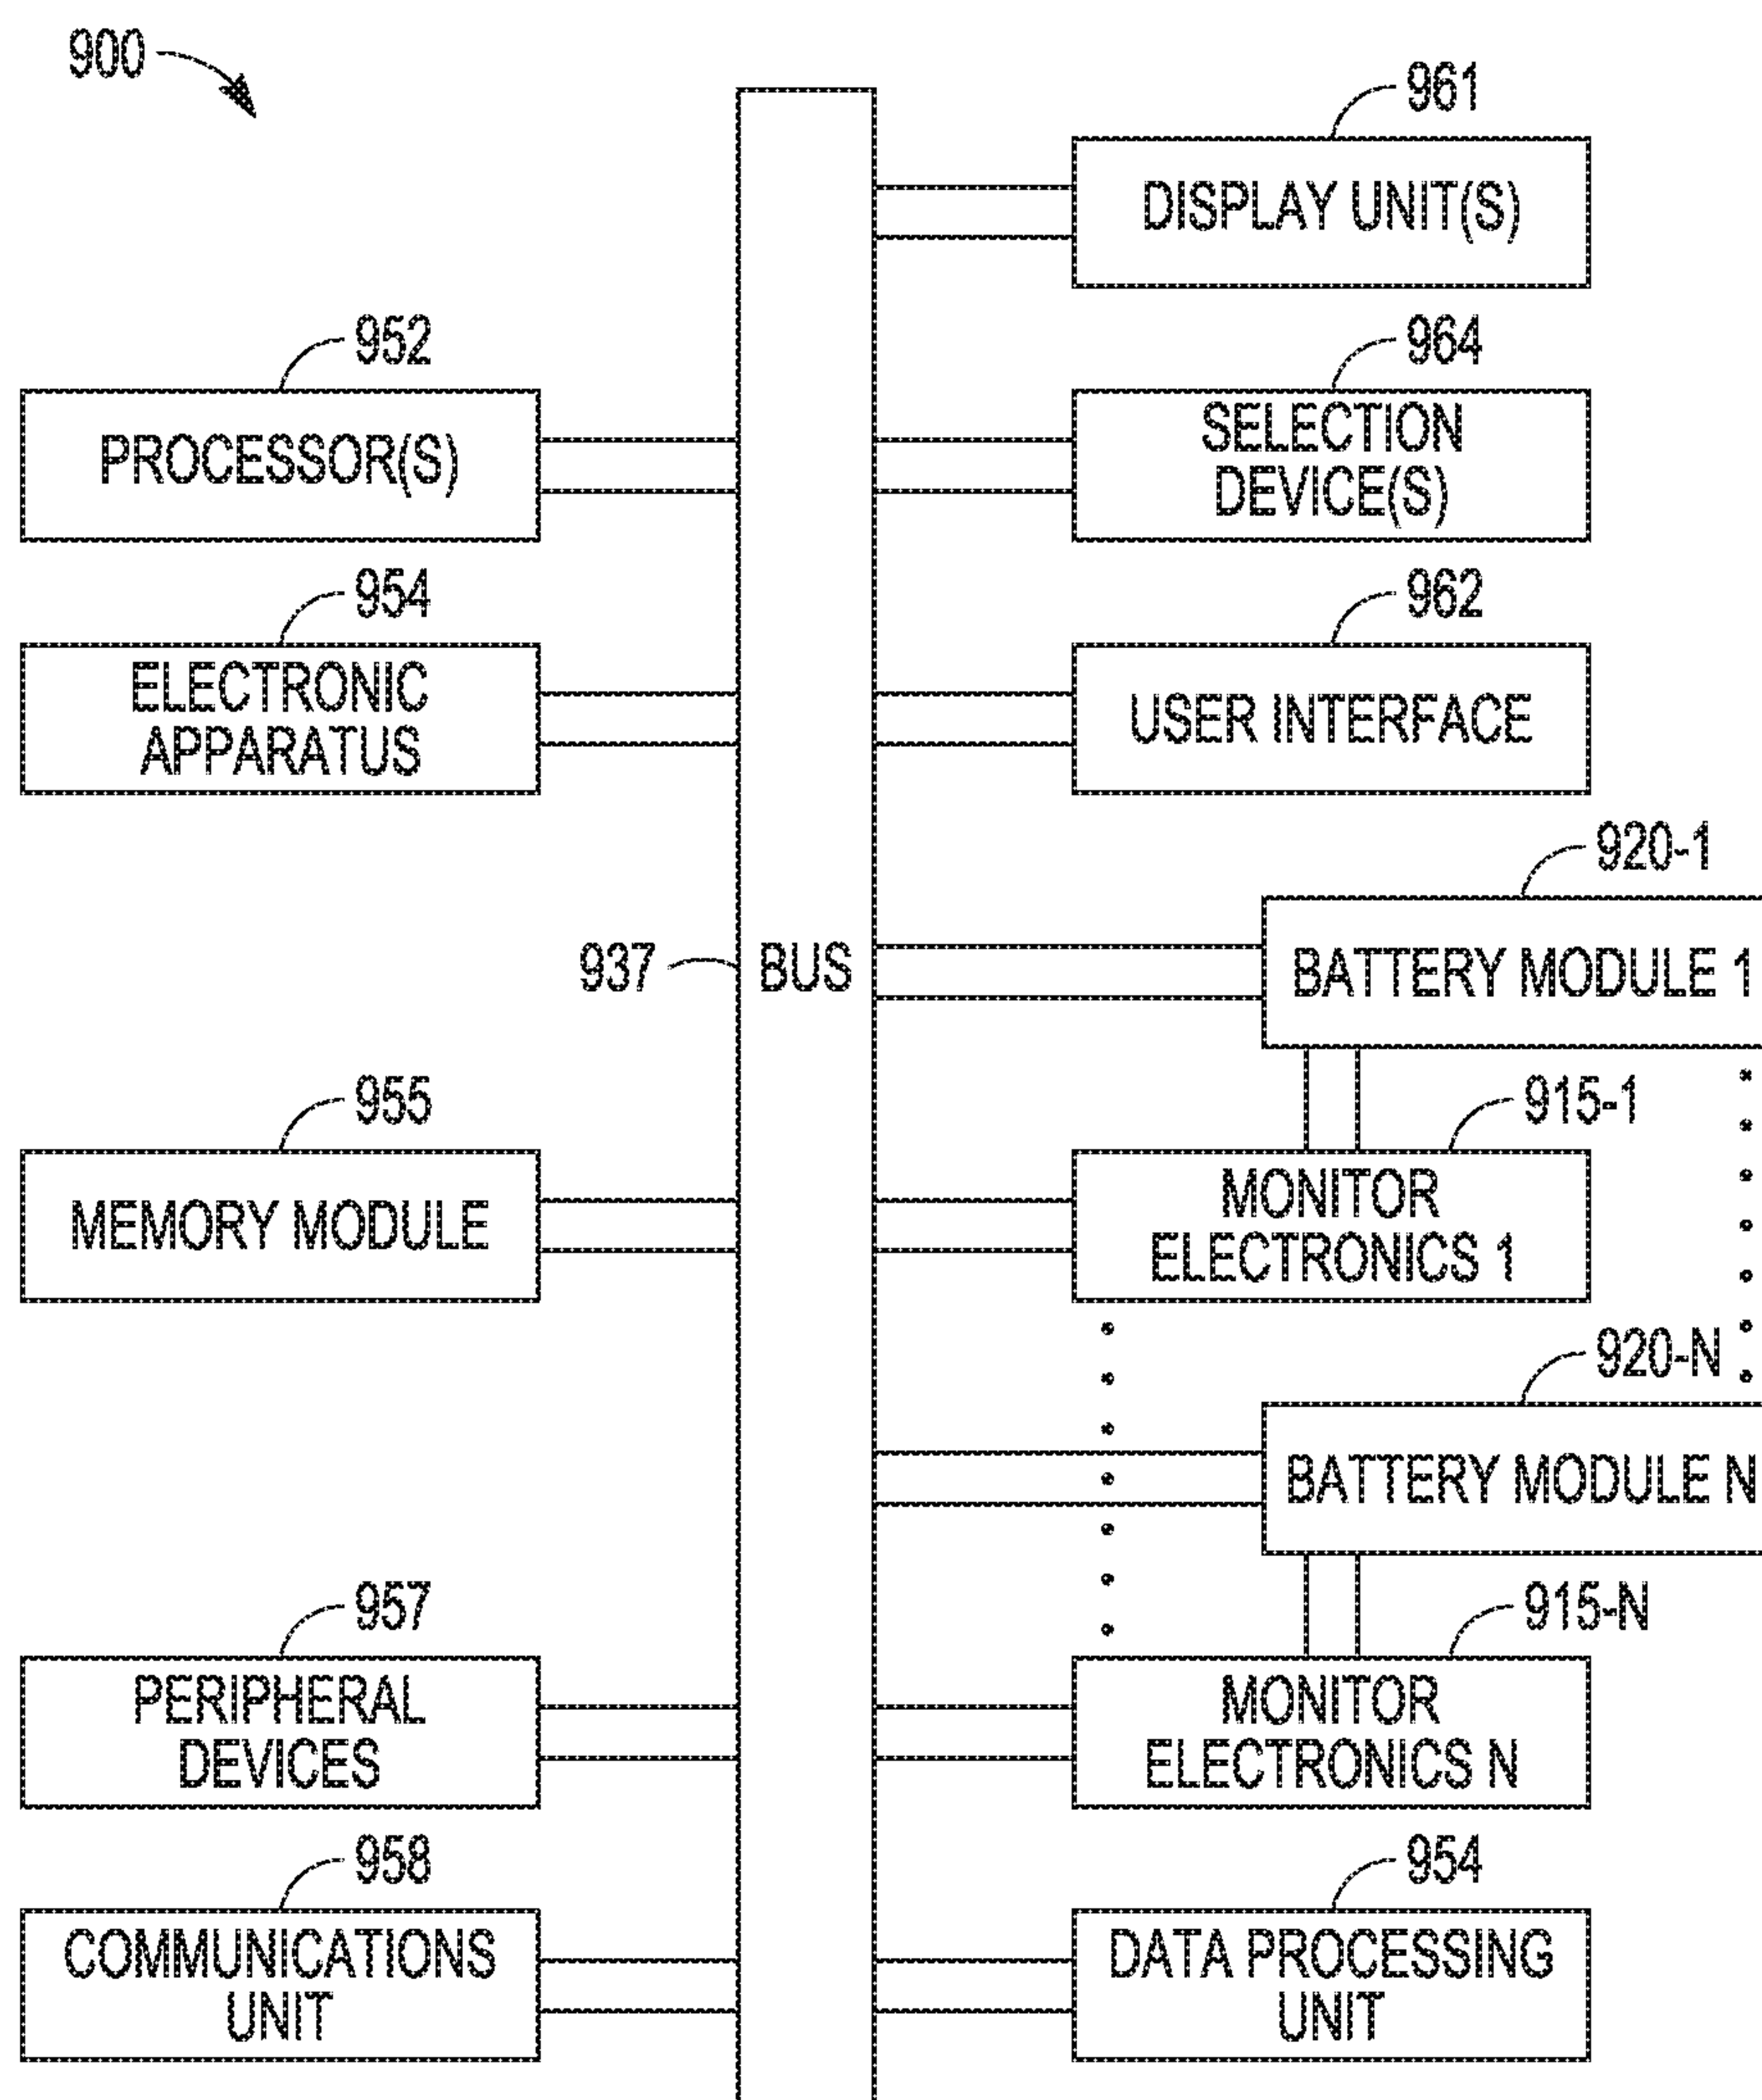 900
961
DISPLAY UNIT(S)
952
PROCESSOR(S)
964
SELECTION
DEVICE(S)
954
ELECTRONIC
APPARATUS
962
USER INTERFACE
920-1
937
BUS
BATTERY MODULE 1
955
MEMORY MODULE
915-1
MONITOR
ELECTRONICS 1
920-N
BATTERY MODULE N
957
PERIPHERAL
DEVICES
915-N
MONITOR
ELECTRONICS N
958
COMMUNICATIONS
UNIT
954
DATA PROCESSING
UNIT